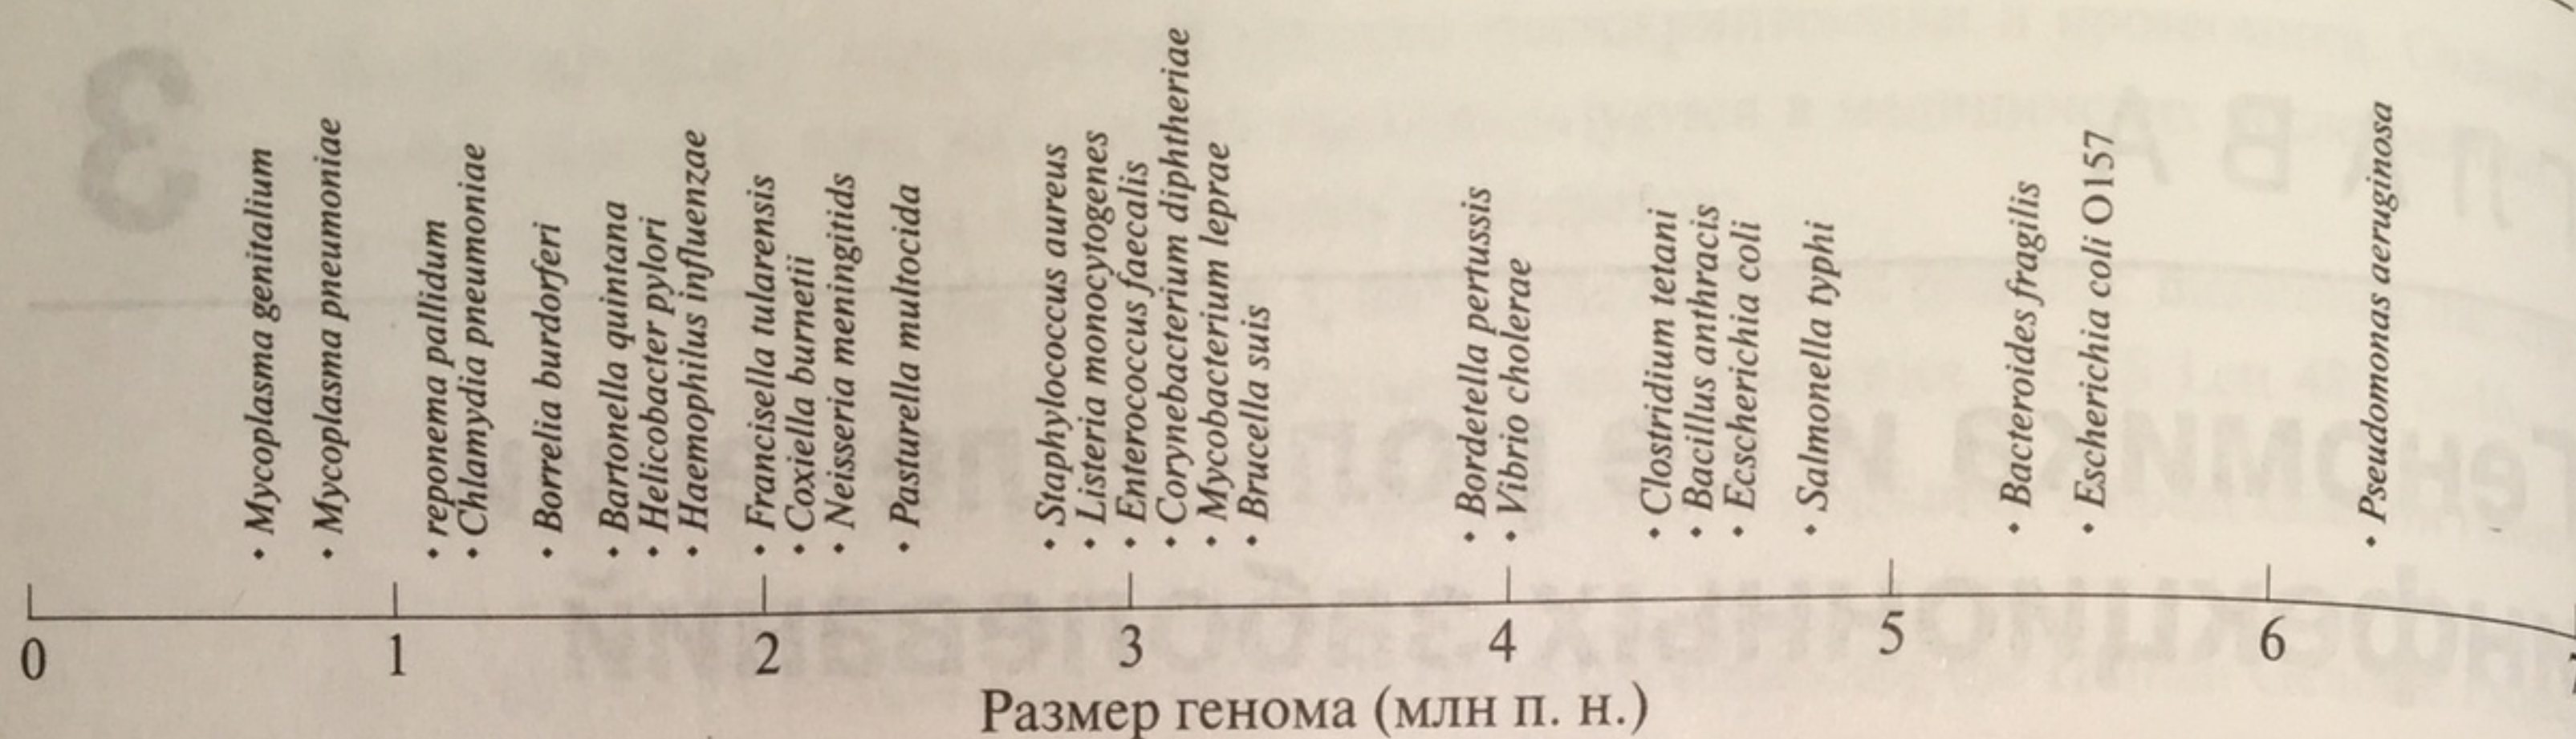 • Mycoplasma genitalium
• Mycoplasma pneumoniae
• reponema pallidum
• Chlamydia pneumoniae
• Borrelia burdorferi
• Bartonella quintana
• Helicobacter pylori
• Haemophilus influenzae
• Francisella tularensis
• Coxiella burnetii
• Neisseria meningitids
• Pasturella multocida
• Staphylococcus aureus
• Listeria monocytogenes
• Enterococcus faecalis
• Corynebacterium diphtheriae
• Mycobacterium leprae
• Brucella suis
• Bordetella pertussis
• Vibrio cholerae
• Clostridium tetani
• Bacillus anthracis
• Ecscherichia coli
• Salmonella typhi
• Bacteroides fragilis
• Escherichia coli O157
• Pseudomonas aeruginosa
0 1 2 3 4 5 6
Размер генома (млн п. н.)